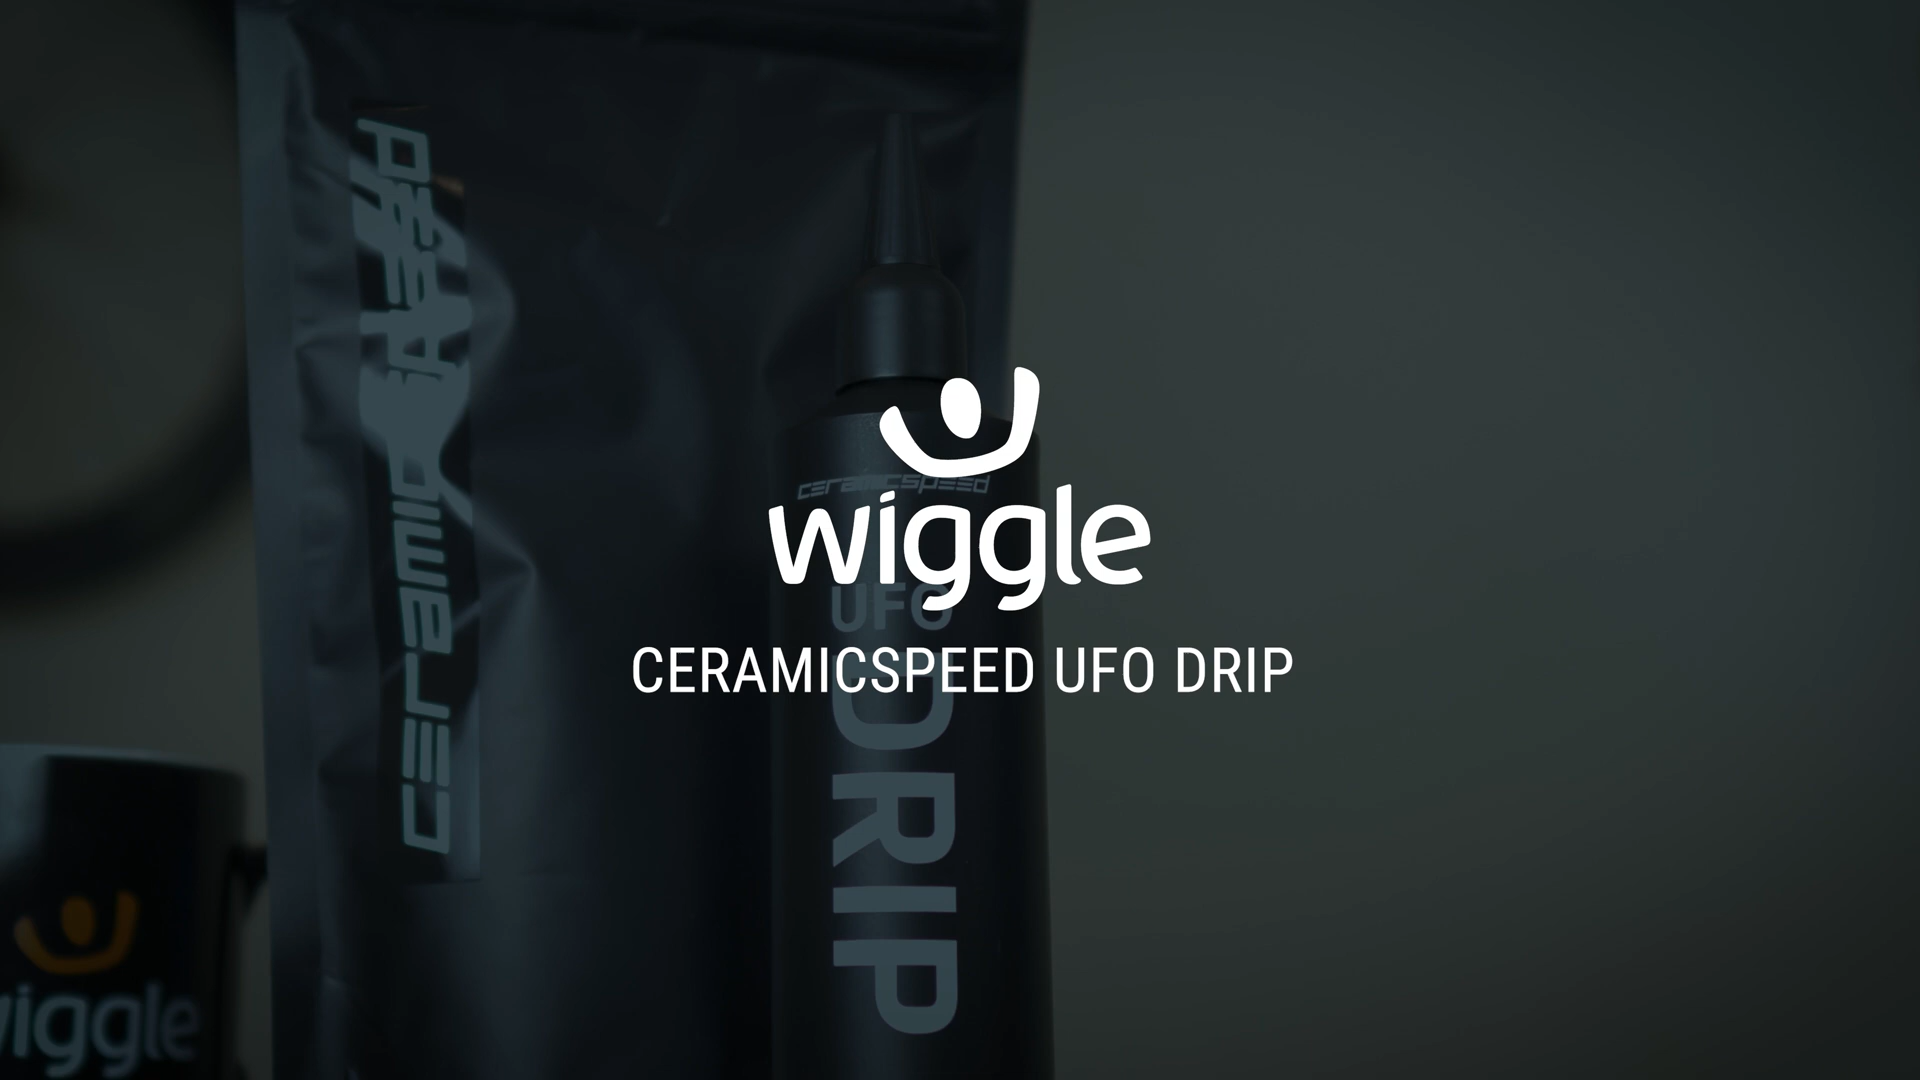 wiggle
CERAMICSPEED UFO DRIP
ceramicspeed
UFO
DRIP
ceramicspeed
wiggle